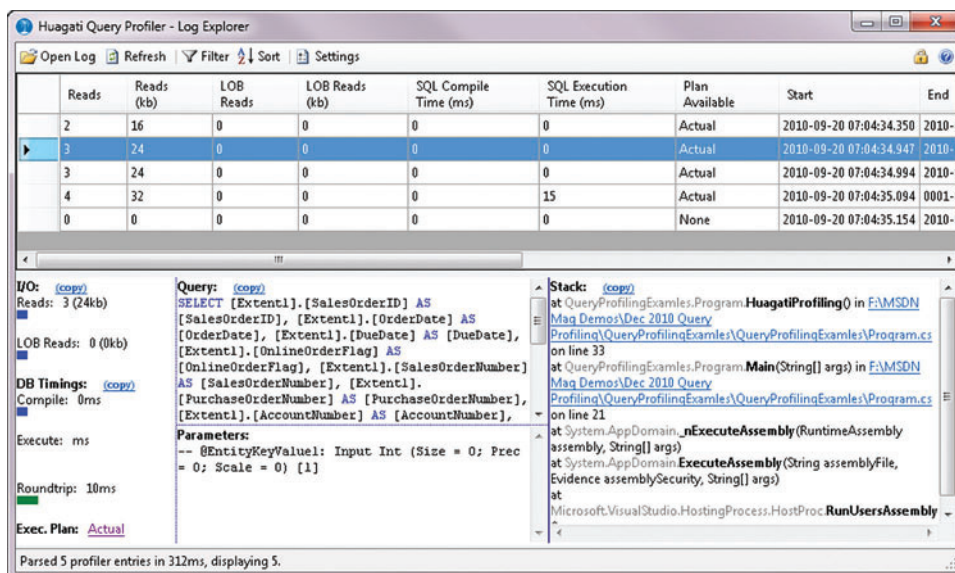 Huagati Query Profiler - Log Explorer
Open Log Refresh Filter Sort Settings
Reads Reads (kb) LOB Reads LOB Reads (kb) SQL Compile Time (ms) SQL Execution Time (ms) Plan Available Start End
2 16 0 0 0 0 Actual 2010-09-20 07:04:34.350 2010-
3 24 0 0 0 0 Actual 2010-09-20 07:04:34.947 2010-
3 24 0 0 0 0 Actual 2010-09-20 07:04:34.994 2010-
4 32 0 0 0 15 Actual 2010-09-20 07:04:35.094 0001-
0 0 0 0 0 0 None 2010-09-20 07:04:35.154 2010-
I/O: (copy)
Reads: 3 (24kb)
LOB Reads: 0 (0kb)
DB Timings: (copy)
Compile: 0ms
Execute: ms
Roundtrip: 10ms
Exec. Plan: Actual
Query: (copy)
SELECT [Extent1].[SalesOrderID] AS
[SalesOrderID], [Extent1].[OrderDate] AS
[OrderDate], [Extent1].[DueDate] AS [DueDate],
[Extent1].[OnlineOrderFlag] AS
[OnlineOrderFlag], [Extent1].[SalesOrderNumber]
AS [SalesOrderNumber], [Extent1].
[PurchaseOrderNumber] AS [PurchaseOrderNumber],
[Extent1].[AccountNumber] AS [AccountNumber],
Parameters:
-- @EntityKeyValue1: Input Int (Size = 0; Prec
= 0; Scale = 0) [1]
Stack: (copy)
at QueryProfilingExamles.Program.HuagatiProfiling() in F:\MSDN
Mag Demos\Dec 2010 Query
Profiling\QueryProfilingExamles\QueryProfilingExamles\Program.cs
on line 33
at QueryProfilingExamles.Program.Main(String[] args) in F:\MSDN
Mag Demos\Dec 2010 Query
Profiling\QueryProfilingExamles\QueryProfilingExamles\Program.cs
on line 21
at System.AppDomain._nExecuteAssembly(RuntimeAssembly
assembly, String[] args)
at System.AppDomain.ExecuteAssembly(String assemblyFile,
Evidence assemblySecurity, String[] args)
at
Microsoft.VisualStudio.HostingProcess.HostProc.RunUsersAssembly
Parsed 5 profiler entries in 312ms, displaying 5.